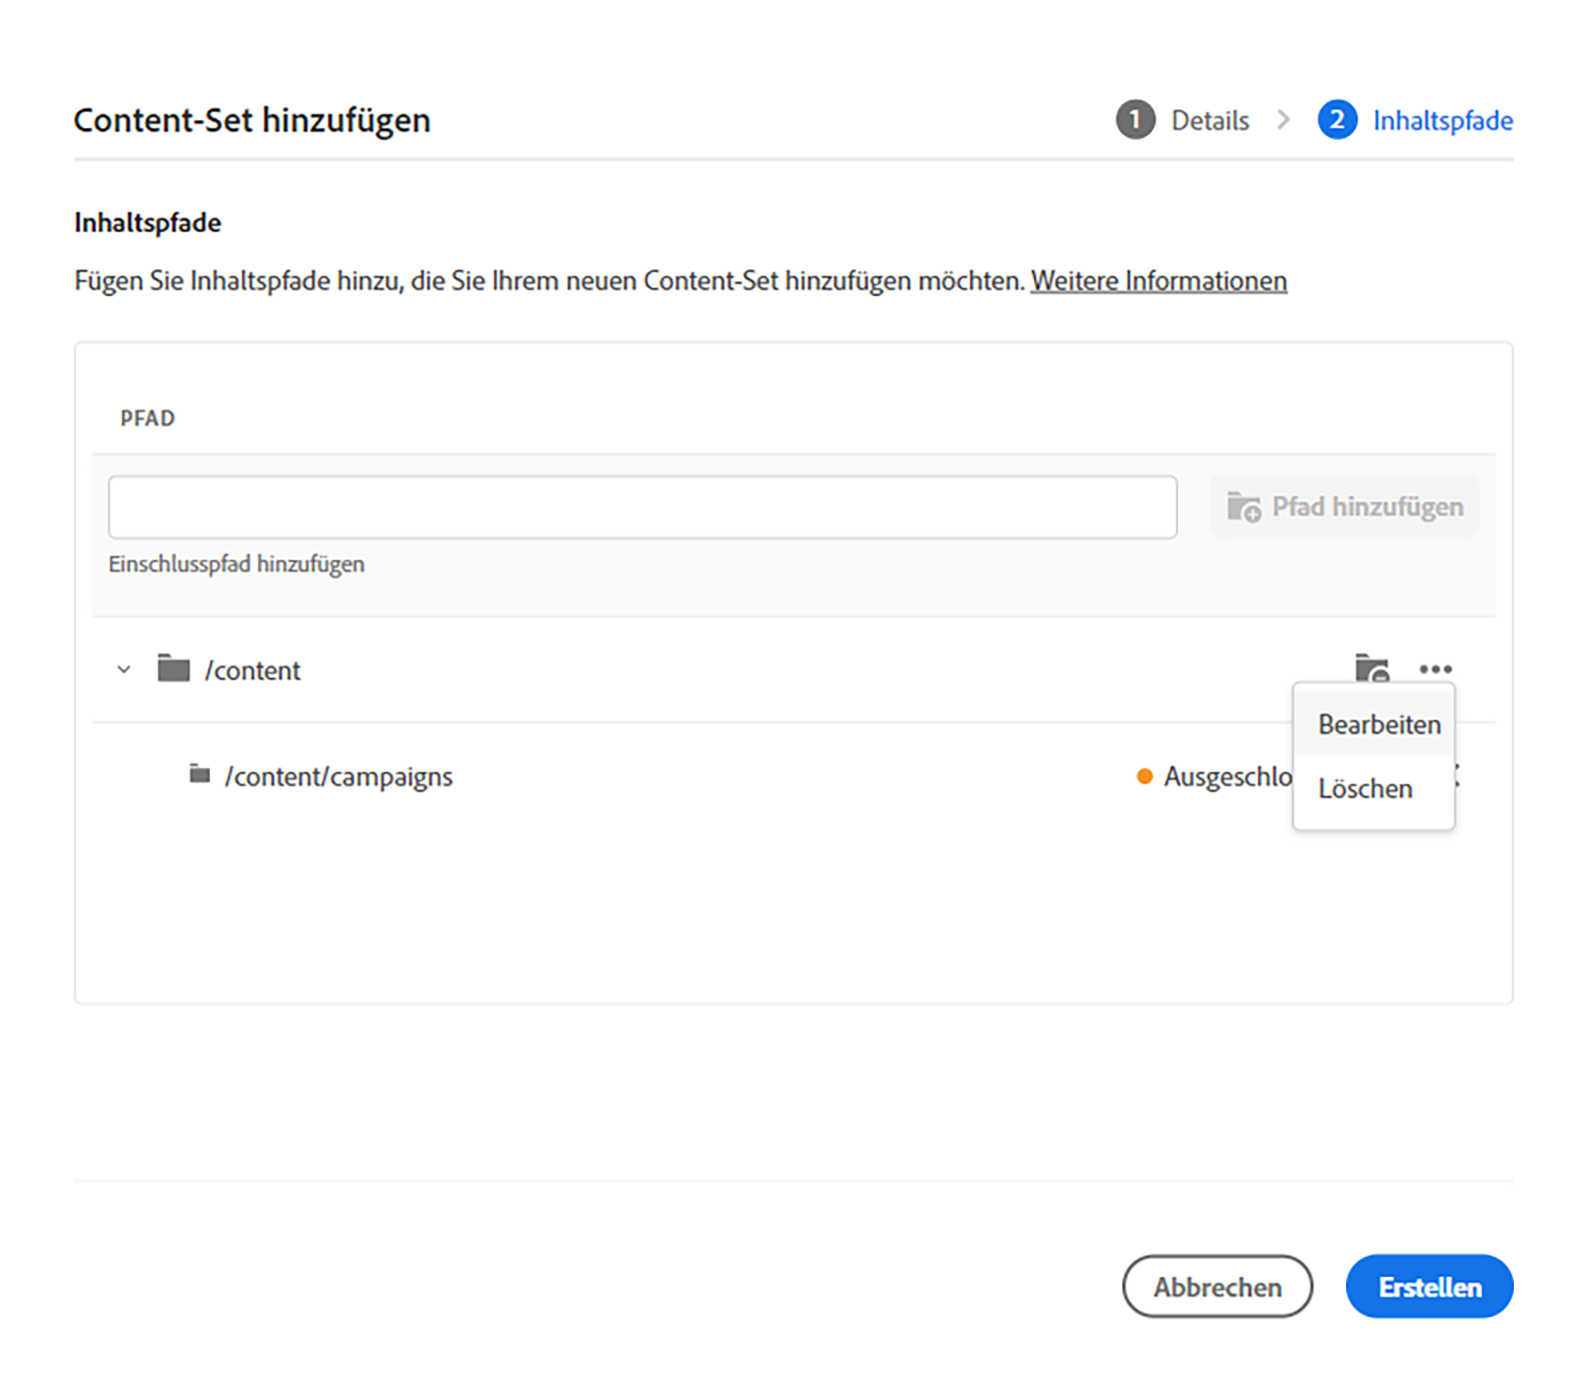 Content-Set hinzufügen
1 Details > 2 Inhaltspfade
Inhaltspfade
Fügen Sie Inhaltspfade hinzu, die Sie Ihrem neuen Content-Set hinzufügen möchten. Weitere Informationen
PFAD
Pfad hinzufügen
Einschlusspfad hinzufügen
/content
Bearbeiten
/content/campaigns
Ausgeschlo
Löschen
Abbrechen
Erstellen